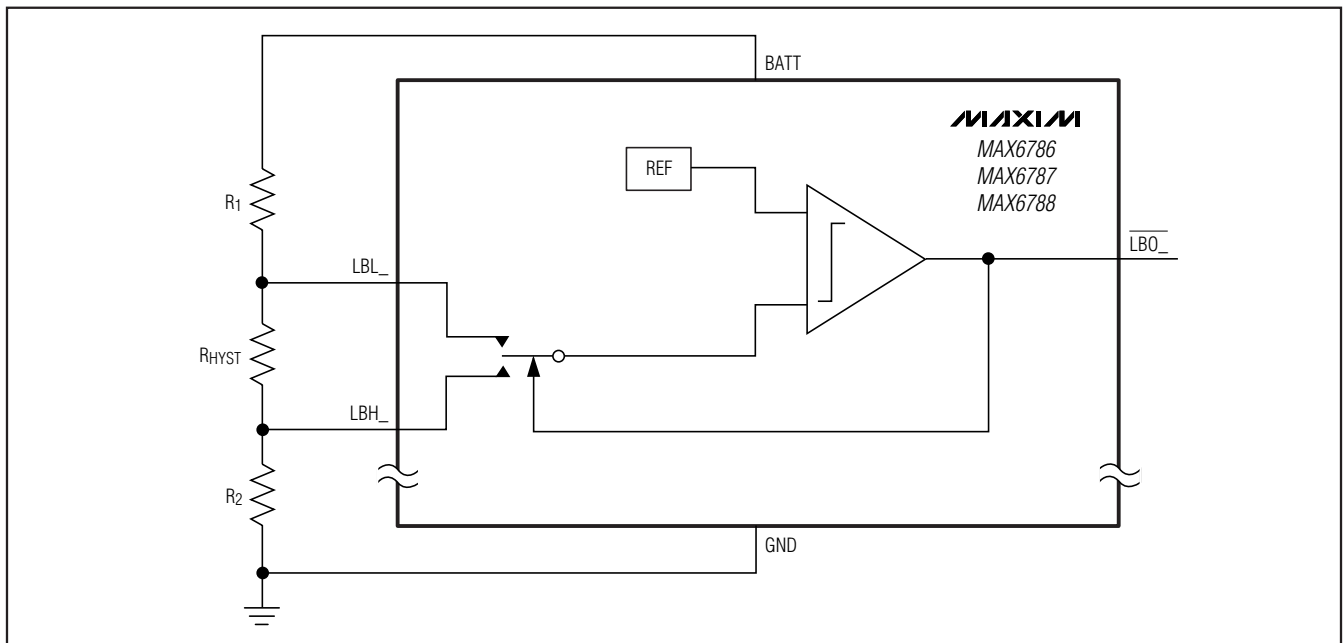 BATT
MAXIM
MAX6786
MAX6787
MAX6788
REF
R1
LBL_
LBO_
RHYST
LBH_
R2
GND